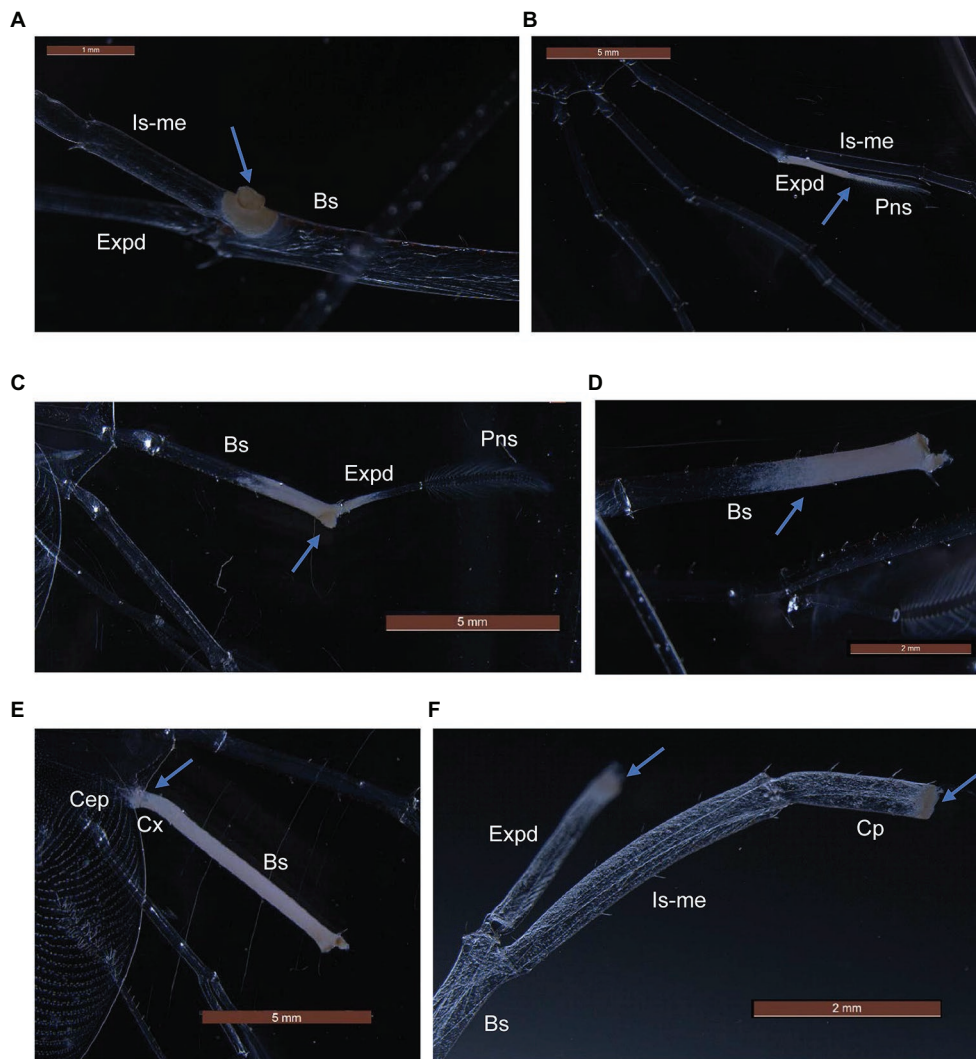 A
1 mm
Is-me
Bs
Expd
B
5 mm
Is-me
Expd
Pns
C
Bs
Expd
Pns
5 mm
D
Bs
2 mm
E
Cep
Cx
Bs
5 mm
F
Expd
Cp
Is-me
Bs
2 mm